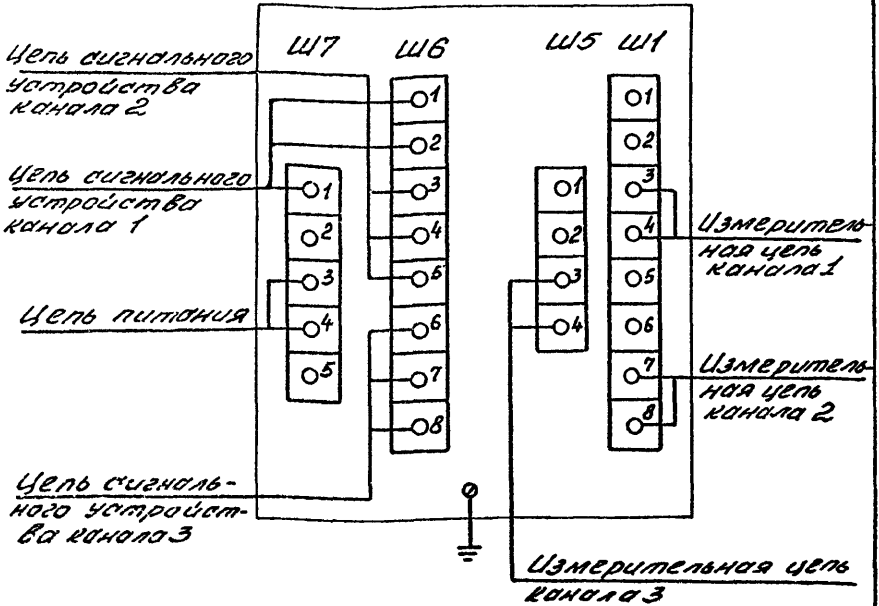 Ш7 Ш6 Ш5 Ш1
Цепь сигнального
устройства
канала 2
Цепь сигнального
устройства
канала 1
Цепь питания
Цепь сигналь-
ного устройст-
ва канала 3
1
2
3
4
5
1
2
3
4
5
6
7
8
1
2
3
4
1
2
3
4
5
6
7
8
Измеритель-
ная цепь
канала 1
Измеритель-
ная цепь
канала 2
Измерительная цепь
канала 3